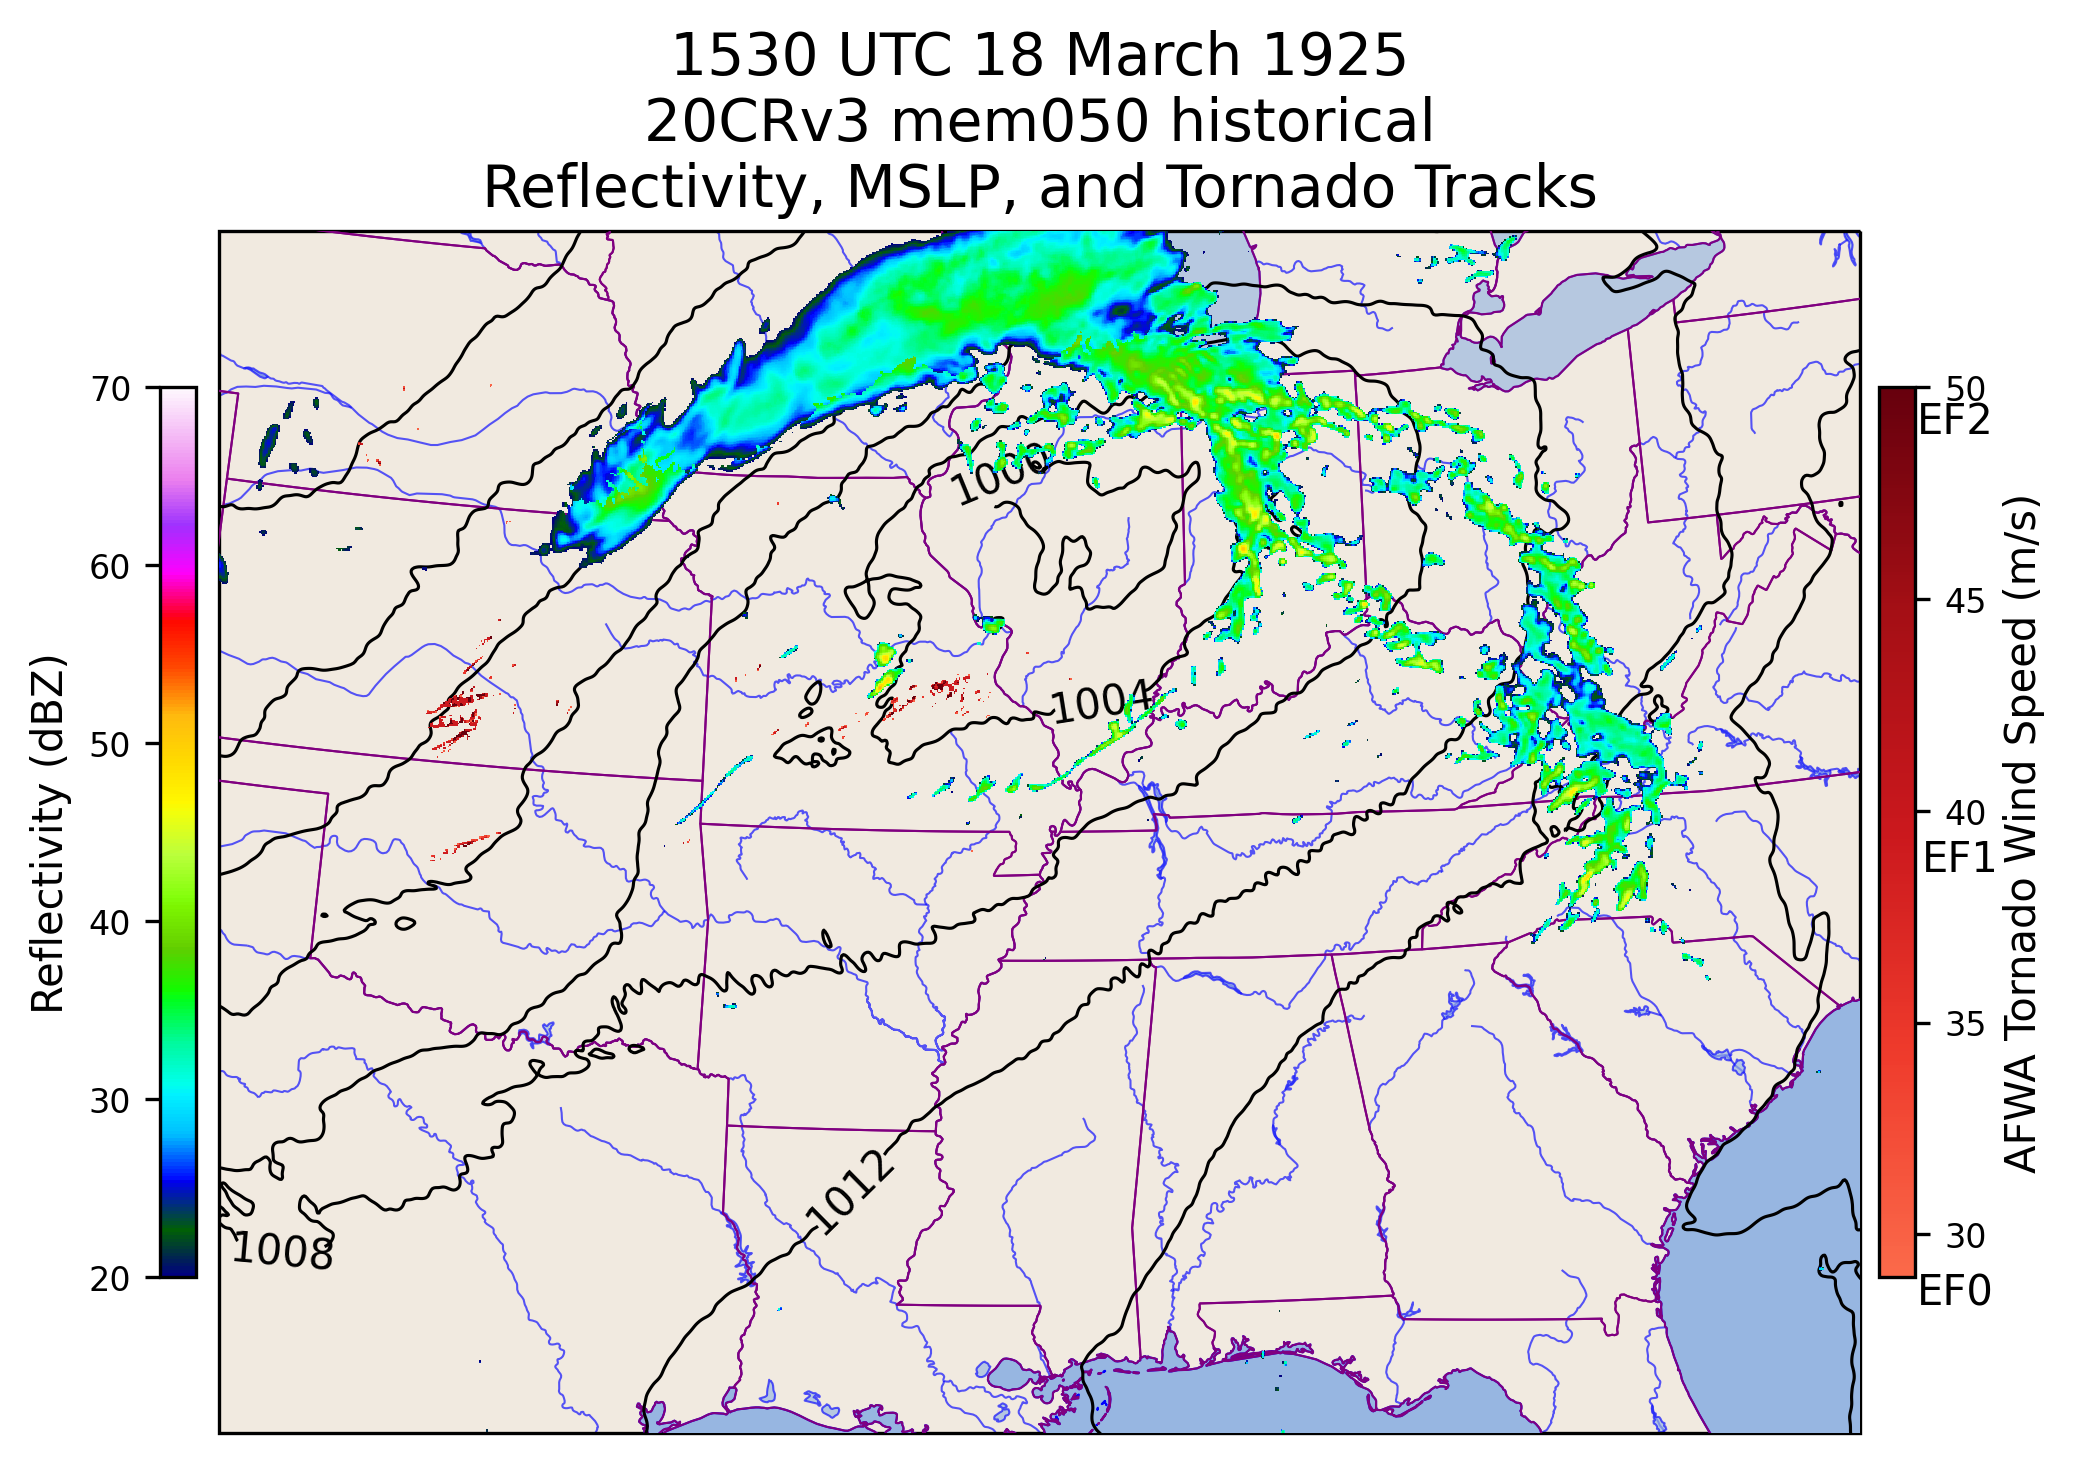 1530 UTC 18 March 1925
20CRv3 mem050 historical
Reflectivity, MSLP, and Tornado Tracks
Reflectivity (dBZ)
70
60
50
40
30
20
1000
1004
1012
1008
50
EF2
45
40
EF1
35
30
EF0
AFWA Tornado Wind Speed (m/s)